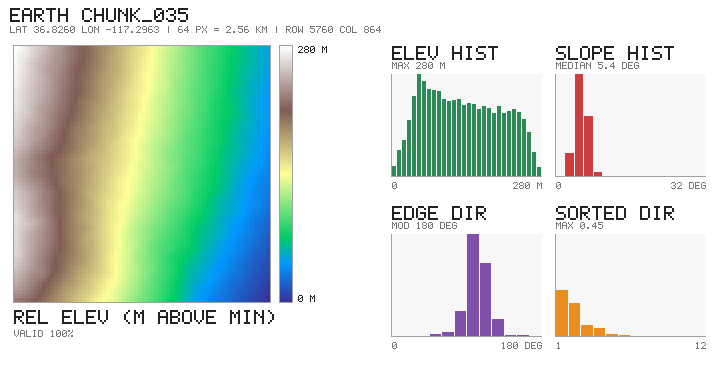 EARTH CHUNK_035
LAT 36.8260 LON -117.2963 | 64 PX = 2.56 KM | ROW 5760 COL 864
280 M
0 M
REL ELEV (M ABOVE MIN)
VALID 100%
ELEV HIST
MAX 280 M
0
280 M
SLOPE HIST
MEDIAN 5.4 DEG
0
32 DEG
EDGE DIR
MOD 180 DEG
0
180 DEG
SORTED DIR
MAX 0.45
1
12